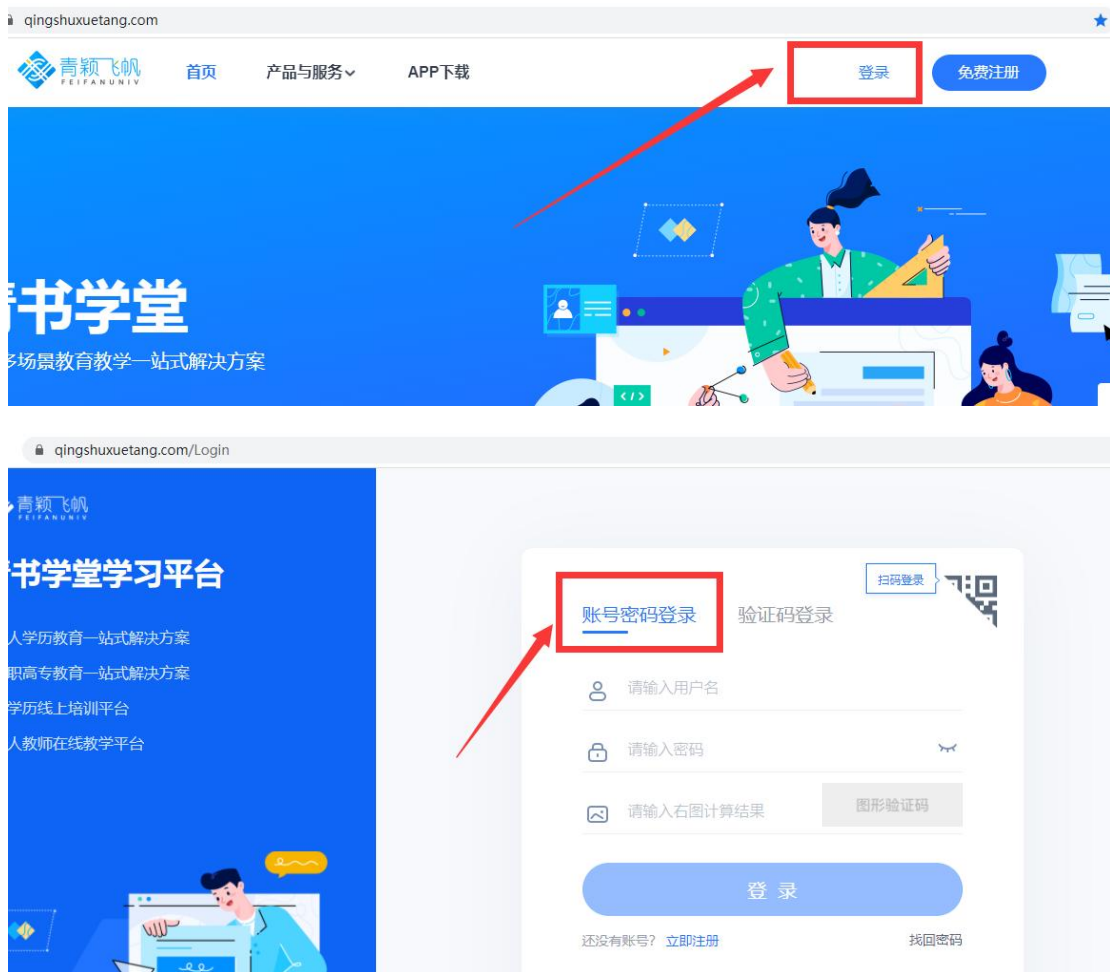 qingshuxuetang.com
青颖飞帆
FEIFANUNIV
首页
产品与服务
APP下载
登录
免费注册
书学堂
场景教育教学一站式解决方案
</>
qingshuxuetang.com/Login
青颖飞帆
FEIFANUNIV
书学堂学习平台
人学历教育一站式解决方案
职高专教育一站式解决方案
学历线上培训平台
人教师在线教学平台
扫码登录
账号密码登录
验证码登录
请输入用户名
请输入密码
请输入右图计算结果
图形验证码
登 录
还没有账号？ 立即注册
找回密码